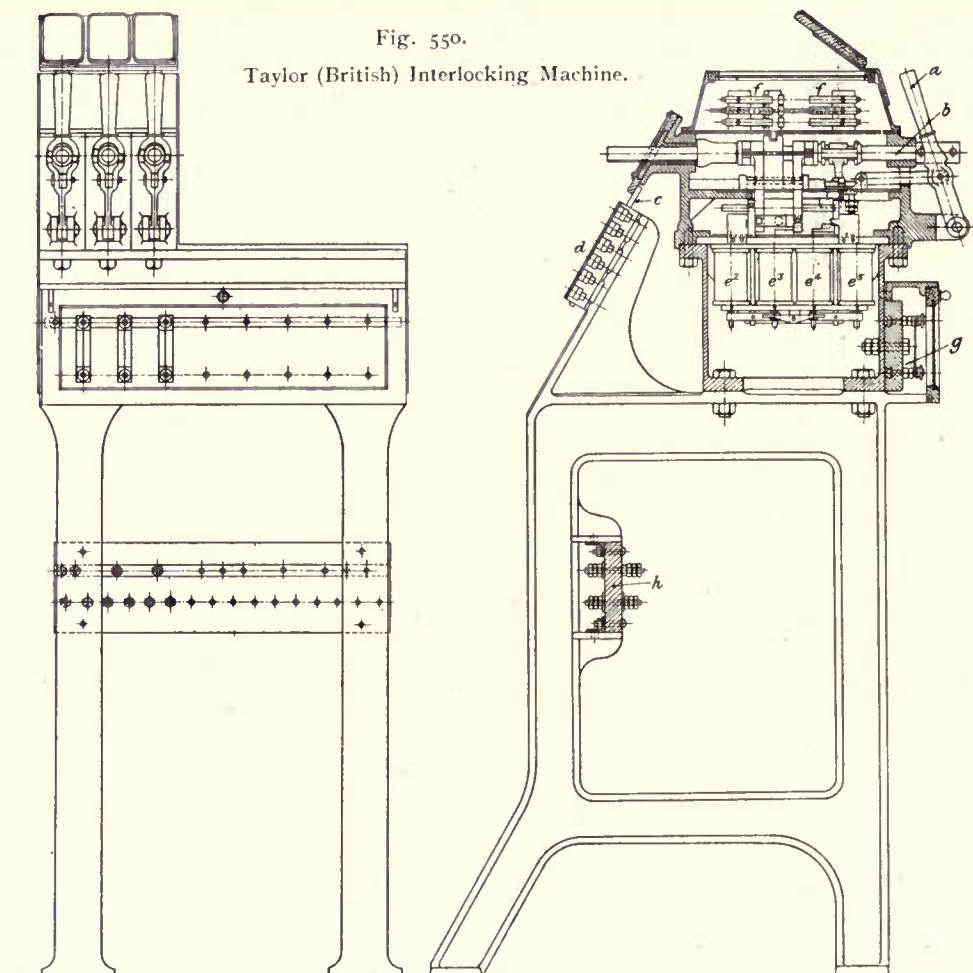 Fig. 550.
Taylor (British) Interlocking Machine.
a
f f
b
c
d
e² e³ e⁴ e⁵
g
h